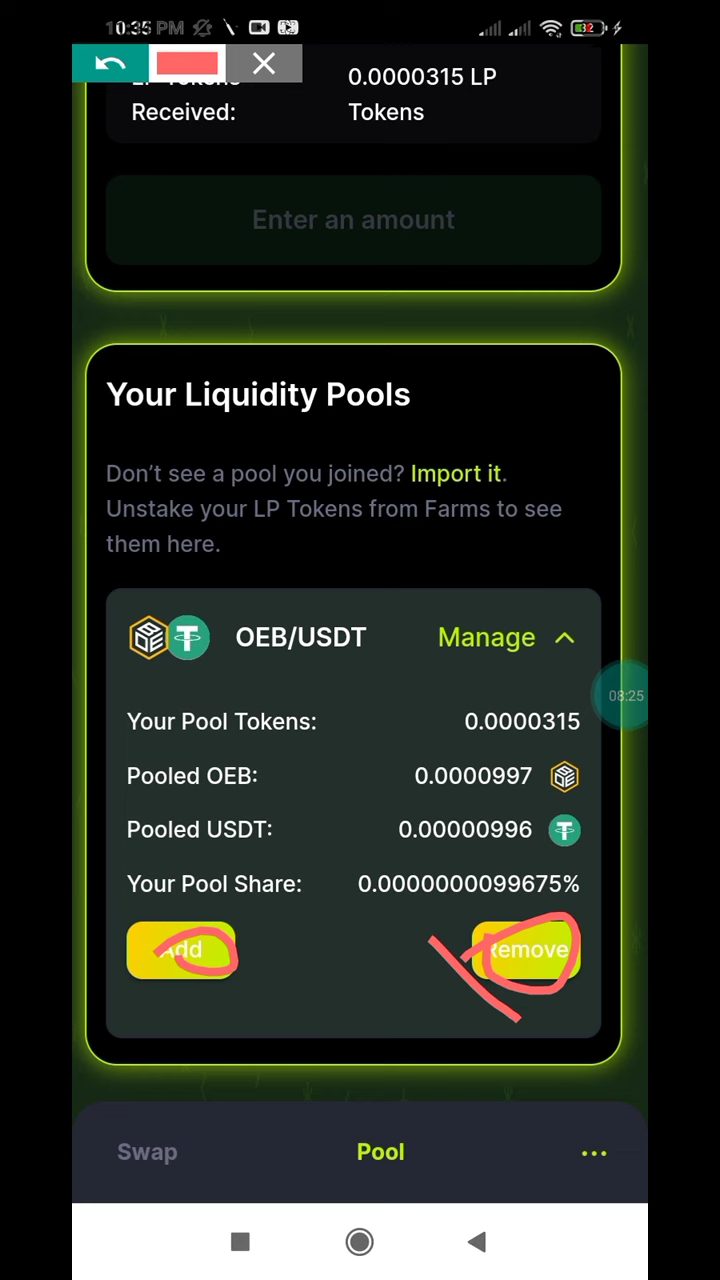 10:35 PM
32
LP Tokens
Received:
0.0000315 LP
Tokens
Enter an amount
Your Liquidity Pools
Don't see a pool you joined? Import it.
Unstake your LP Tokens from Farms to see
them here.
OEB/USDT Manage
Your Pool Tokens: 0.0000315
08:25
Pooled OEB: 0.0000997
Pooled USDT: 0.00000996
Your Pool Share: 0.0000000099675%
Add Remove
Swap Pool